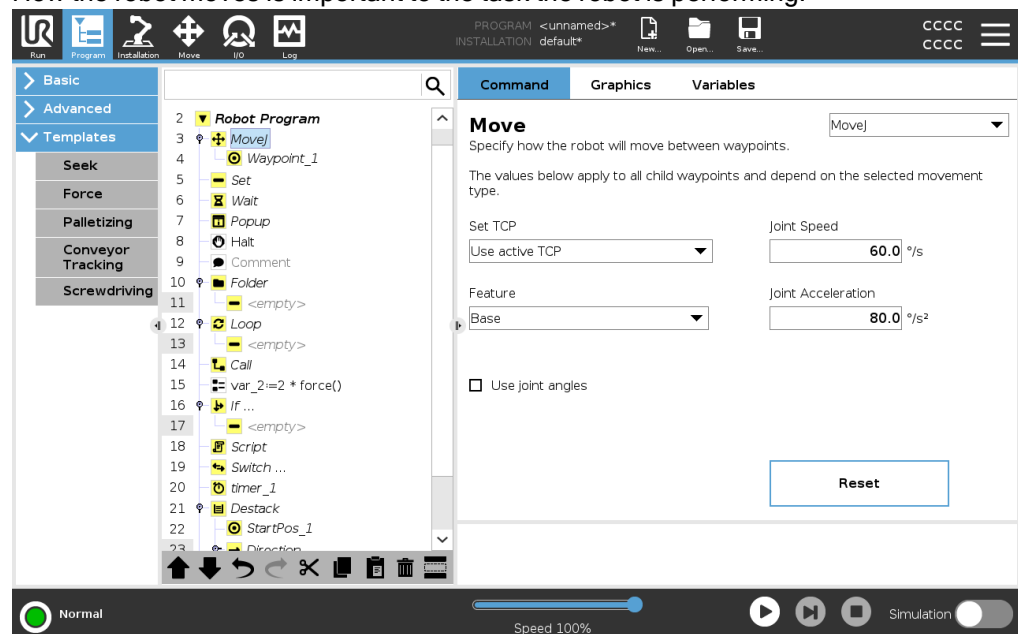 How the robot moves is important to the task the robot is performing.
UR
PROGRAM <unnamed>*
INSTALLATION default*
Run Program Installation Move I/O Log
New... Open... Save...
CCCC
CCCC
Basic
Advanced
Templates
Seek
Force
Palletizing
Conveyor
Tracking
Screwdriving
2 Robot Program
3 MoveJ
4 Waypoint_1
5 Set
6 Wait
7 Popup
8 Halt
9 Comment
10 Folder
11 <empty>
12 Loop
13 <empty>
14 Call
15 var_2:=2 * force()
16 If ...
17 <empty>
18 Script
19 Switch ...
20 timer_1
21 Destack
22 StartPos_1
23 Direction
Command Graphics Variables
Move
MoveJ
Specify how the robot will move between waypoints.
The values below apply to all child waypoints and depend on the selected movement
type.
Set TCP
Use active TCP
Joint Speed
60.0 °/s
Feature
Base
Joint Acceleration
80.0 °/s²
Use joint angles
Reset
Normal
Speed 100%
Simulation